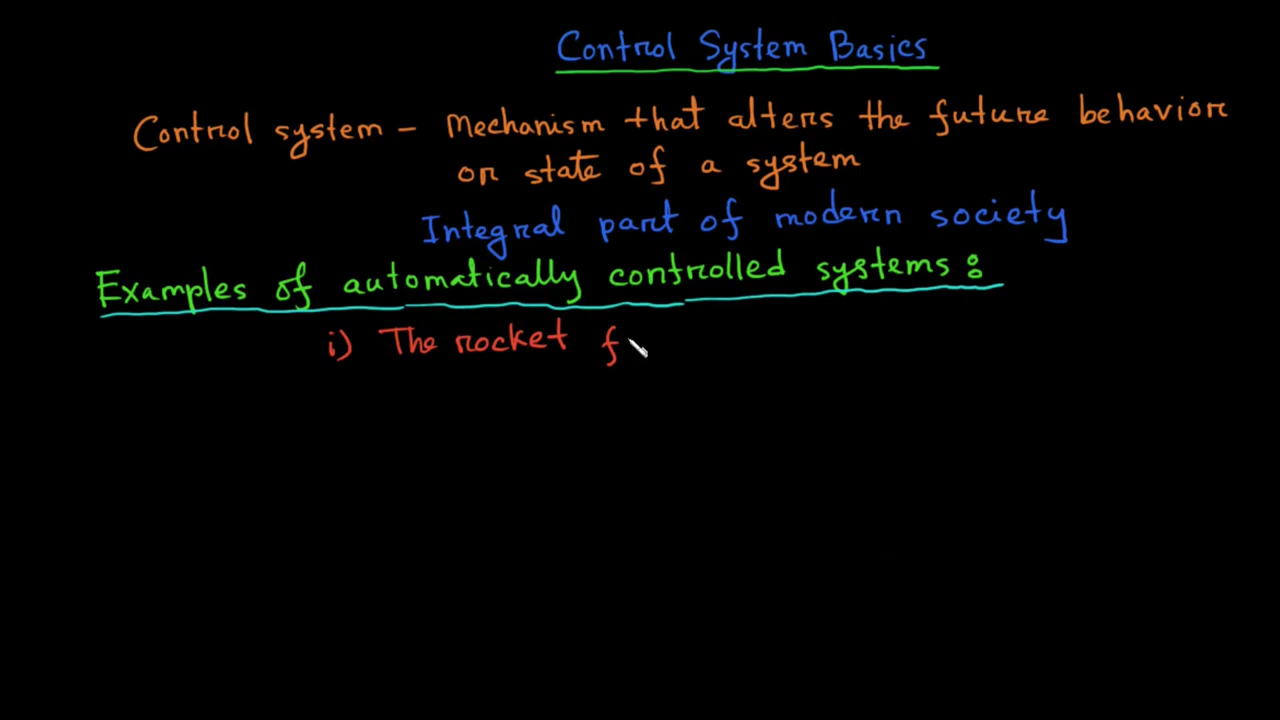 Control System Basics
Control system - Mechanism that alters the future behavior
or state of a system
Integral part of modern society
Examples of automatically controlled systems:
i) The rocket f